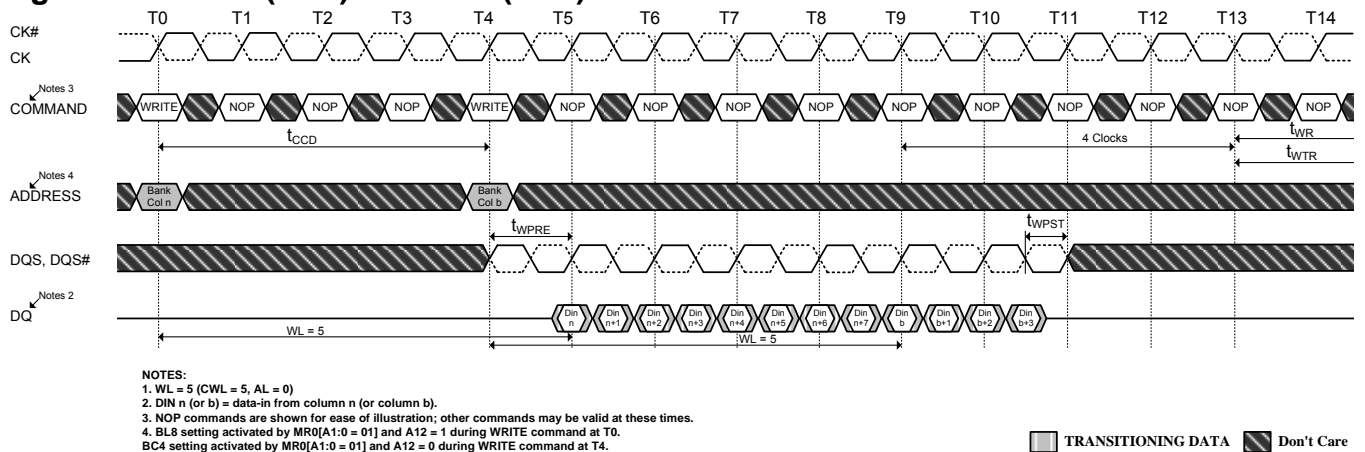 T0 T1 T2 T3 T4 T5 T6 T7 T8 T9 T10 T11 T12 T13 T14
CK#
CK
Notes 3
COMMAND
WRITE NOP NOP NOP WRITE NOP NOP NOP NOP NOP NOP NOP NOP NOP NOP
tCCD
4 Clocks
tWR
tWTR
Notes 4
ADDRESS
Bank
Col n
Bank
Col b
tWPRE
tWPST
DQS, DQS#
Notes 2
DQ
Din
n
Din
n+1
Din
n+2
Din
n+3
Din
n+4
Din
n+5
Din
n+6
Din
n+7
Din
b
Din
b+1
Din
b+2
Din
b+3
WL = 5
WL = 5
NOTES:
1. WL = 5 (CWL = 5, AL = 0)
2. DIN n (or b) = data-in from column n (or column b).
3. NOP commands are shown for ease of illustration; other commands may be valid at these times.
4. BL8 setting activated by MR0[A1:0 = 01] and A12 = 1 during WRITE command at T0.
BC4 setting activated by MR0[A1:0 = 01] and A12 = 0 during WRITE command at T4.
TRANSITIONING DATA
Don't Care